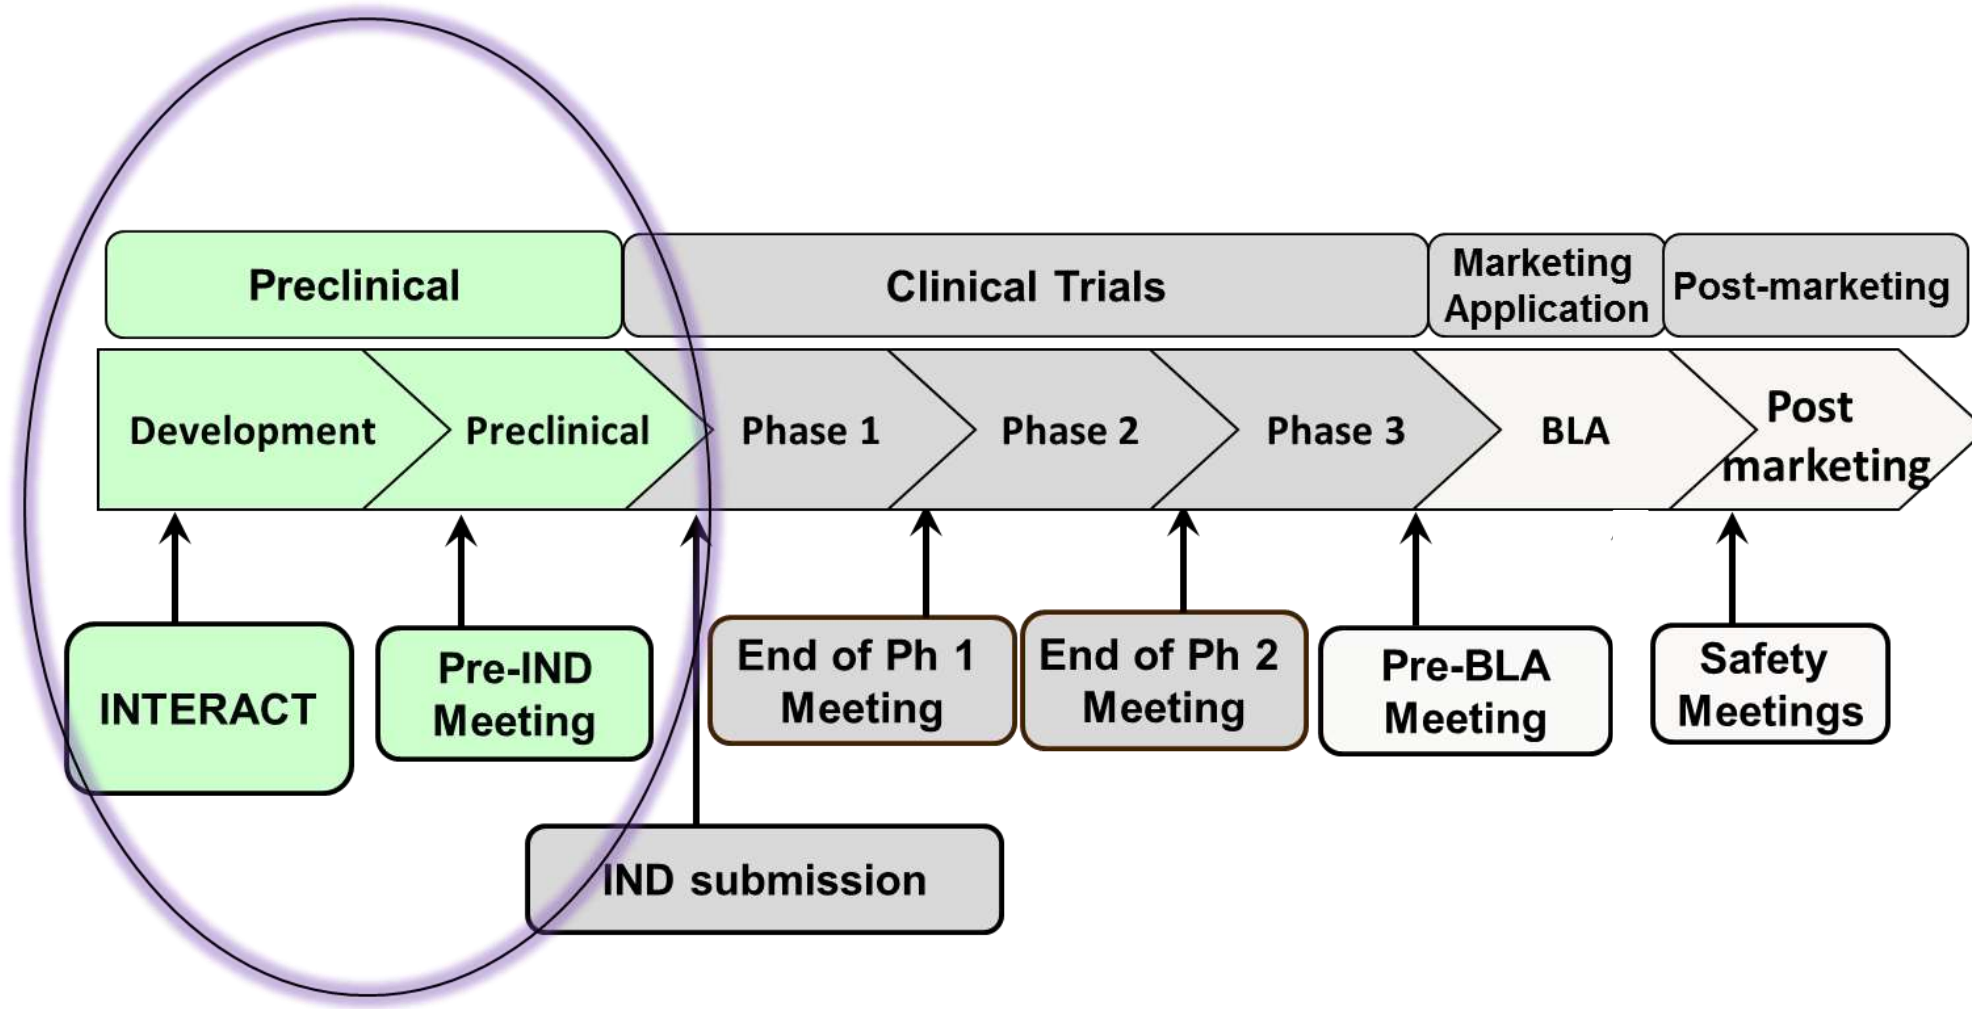 Preclinical
Clinical Trials
Marketing
Application
Post-marketing
Development
Preclinical
Phase 1
Phase 2
Phase 3
BLA
Post
marketing
INTERACT
Pre-IND
Meeting
End of Ph 1
Meeting
End of Ph 2
Meeting
Pre-BLA
Meeting
Safety
Meetings
IND submission